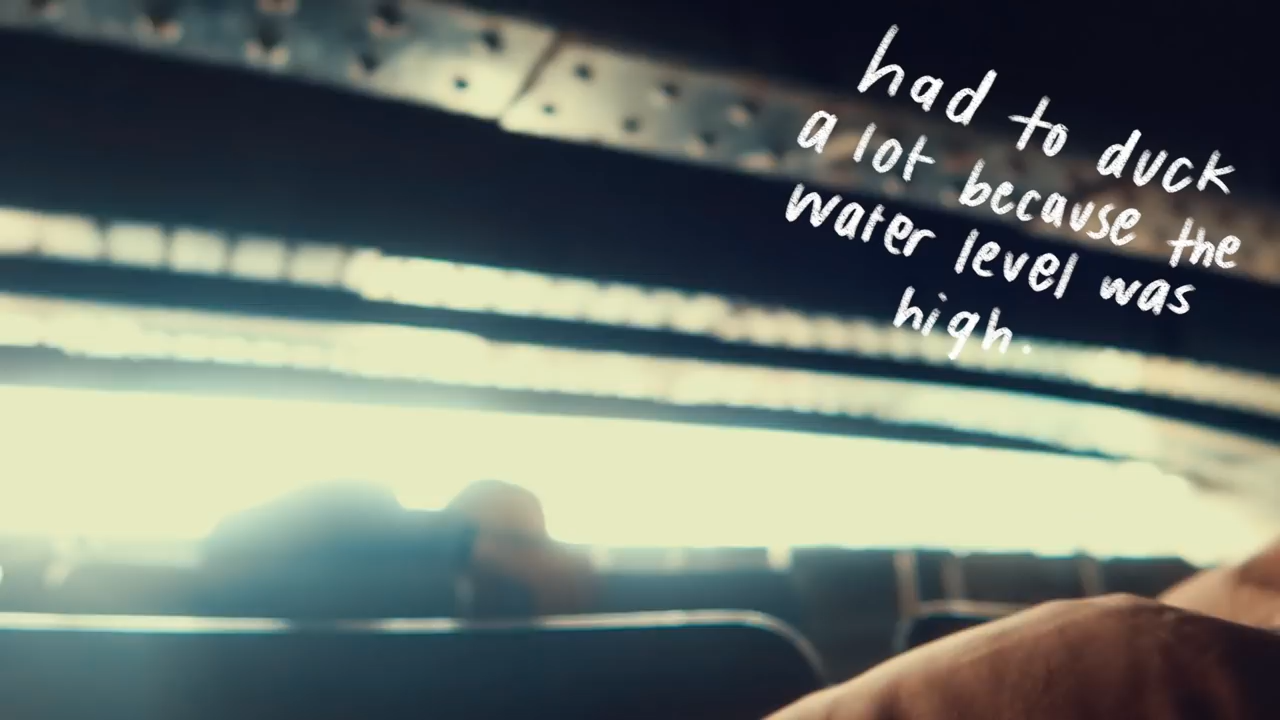 had to duck
a lot because the
water level was
high.